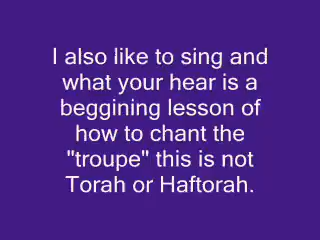 I also like to sing and
what your hear is a
beggining lesson of
how to chant the
"troupe" this is not
Torah or Haftorah.